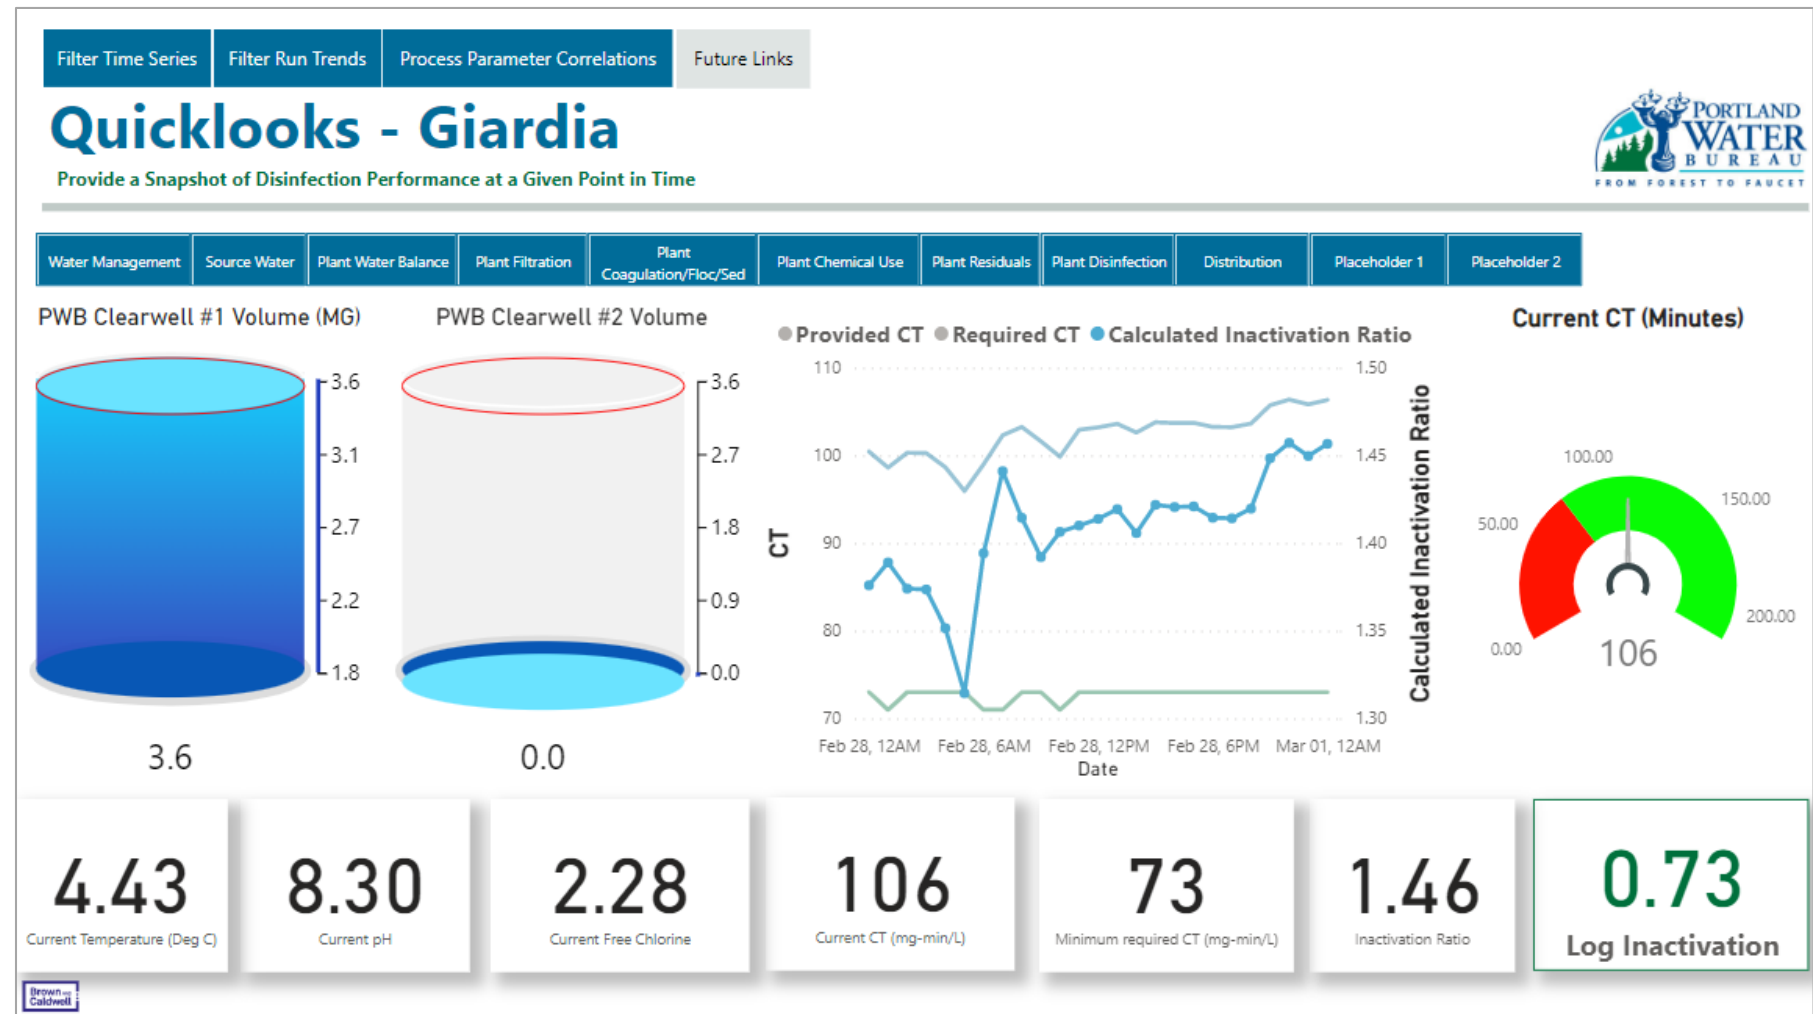 Filter Time Series
Filter Run Trends
Process Parameter Correlations
Future Links
Quicklooks - Giardia
Provide a Snapshot of Disinfection Performance at a Given Point in Time
PORTLAND
WATER
BUREAU
FROM FOREST TO FAUCET
Water Management
Source Water
Plant Water Balance
Plant Filtration
Plant
Coagulation/Floc/Sed
Plant Chemical Use
Plant Residuals
Plant Disinfection
Distribution
Placeholder 1
Placeholder 2
PWB Clearwell #1 Volume (MG)
3.6
3.1
2.7
2.2
1.8
3.6
PWB Clearwell #2 Volume
3.6
2.7
1.8
0.9
0.0
0.0
Provided CT
Required CT
Calculated Inactivation Ratio
110
100
90
80
70
CT
1.50
1.45
1.40
1.35
1.30
Calculated Inactivation Ratio
Feb 28, 12AM
Feb 28, 6AM
Feb 28, 12PM
Feb 28, 6PM
Mar 01, 12AM
Date
Current CT (Minutes)
0.00
50.00
100.00
150.00
200.00
106
4.43
Current Temperature (Deg C)
8.30
Current pH
2.28
Current Free Chlorine
106
Current CT (mg-min/L)
73
Minimum required CT (mg-min/L)
1.46
Inactivation Ratio
0.73
Log Inactivation
Brown and
Caldwell